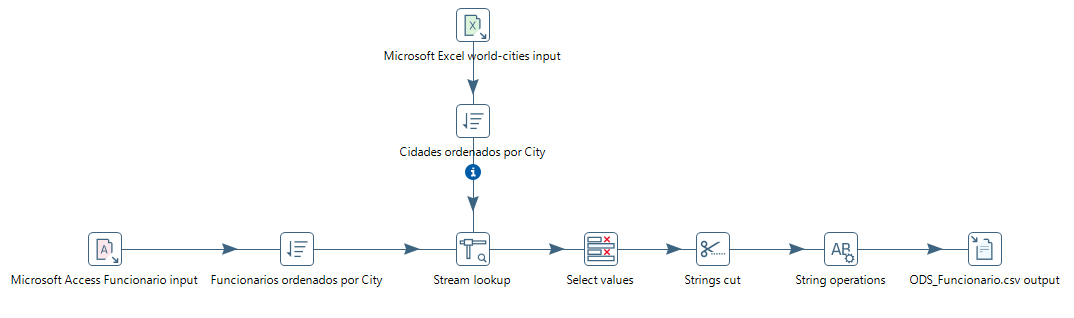 Microsoft Excel world-cities input
Cidades ordenados por City
Microsoft Access Funcionario input
Funcionarios ordenados por City
Stream lookup
Select values
Strings cut
String operations
ODS_Funcionario.csv output
X
i
A
AB